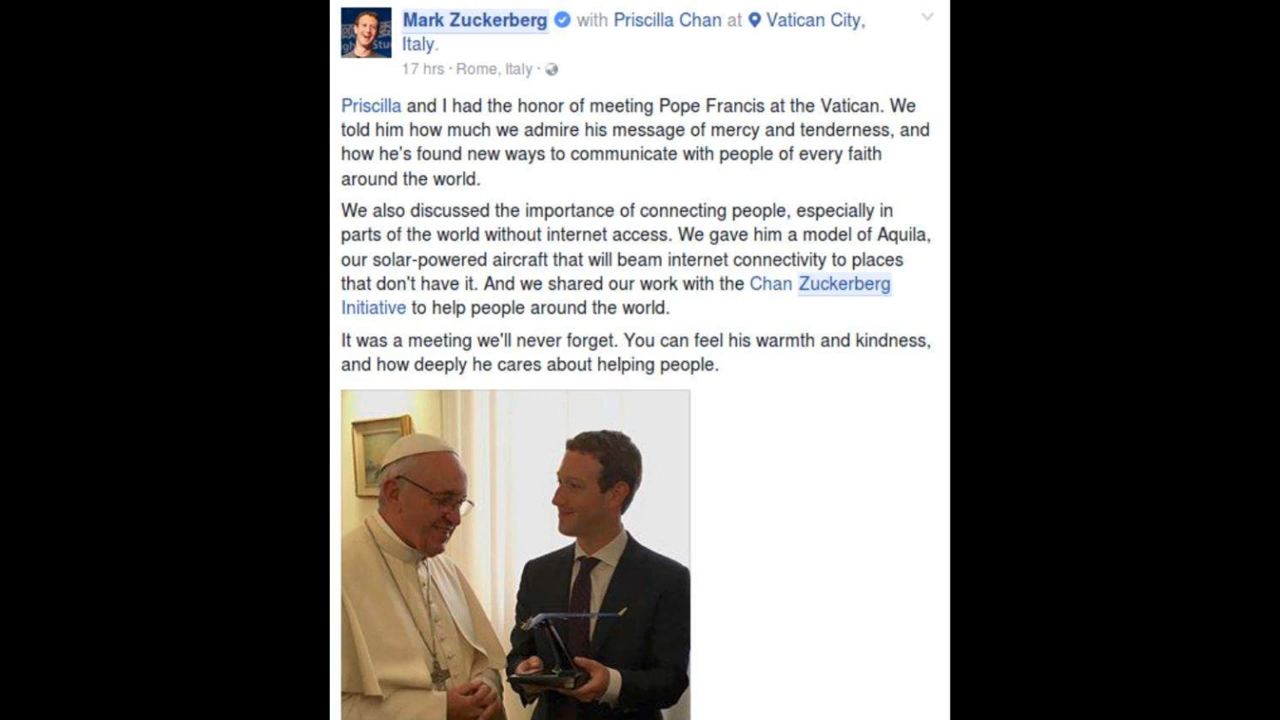 Mark Zuckerberg with Priscilla Chan at Vatican City,
Italy.
17 hrs · Rome, Italy ·
Priscilla and I had the honor of meeting Pope Francis at the Vatican. We
told him how much we admire his message of mercy and tenderness, and
how he's found new ways to communicate with people of every faith
around the world.
We also discussed the importance of connecting people, especially in
parts of the world without internet access. We gave him a model of Aquila,
our solar-powered aircraft that will beam internet connectivity to places
that don't have it. And we shared our work with the Chan Zuckerberg
Initiative to help people around the world.
It was a meeting we'll never forget. You can feel his warmth and kindness,
and how deeply he cares about helping people.